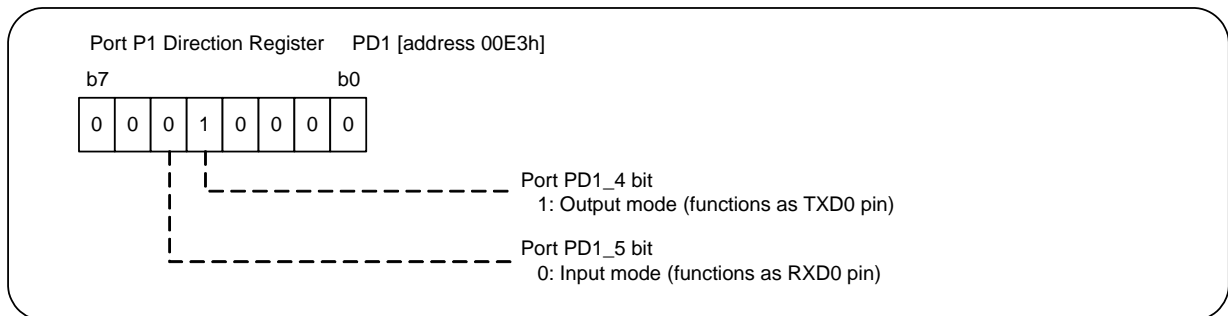 Port P1 Direction Register PD1 [address 00E3h]
b7 b0
0 0 0 1 0 0 0 0
Port PD1_4 bit
1: Output mode (functions as TXD0 pin)
Port PD1_5 bit
0: Input mode (functions as RXD0 pin)